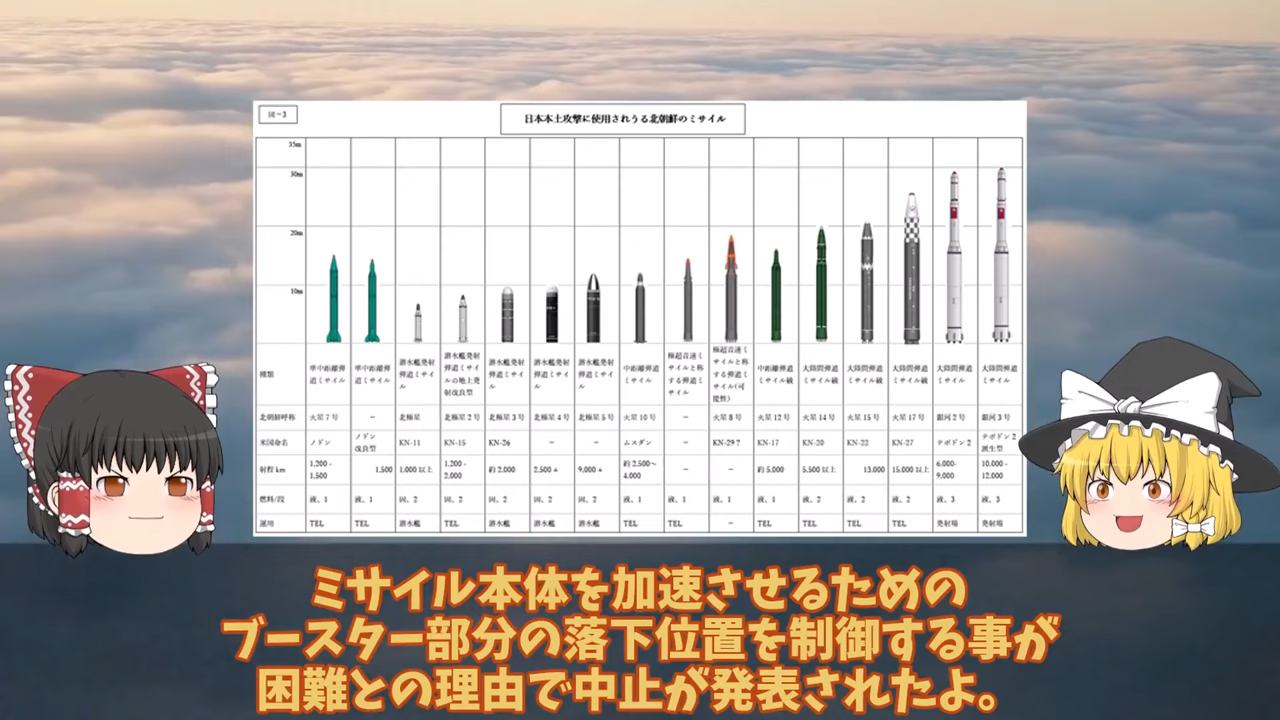 図-3
日本本土攻撃に使用されうる北朝鮮のミサイル
35m
30m
20m
10m
種類
準中距離弾道ミサイル
準中距離弾道ミサイル
潜水艦発射弾道ミサイル
潜水艦発射弾道ミサイルの地上発射改良型
潜水艦発射弾道ミサイル
潜水艦発射弾道ミサイル
潜水艦発射弾道ミサイル
中距離弾道ミサイル
極超音速ミサイルと称する弾道ミサイル
極超音速ミサイルと称する弾道ミサイル(可能性)
中距離弾道ミサイル級
大陸間弾道ミサイル級
大陸間弾道ミサイル級
大陸間弾道ミサイル級
大陸間弾道ミサイル
大陸間弾道ミサイル
北朝鮮呼称 火星7号 － 北極星 北極星2号 北極星3号 北極星4号 北極星5号 火星10号 － 火星8号 火星12号 火星14号 火星15号 火星17号 銀河2号 銀河3号
米国命名 ノドン ノドン改良型 KN-11 KN-15 KN-26 － － ムスダン － KN-29? KN-17 KN-20 KN-22 KN-27 テポドン2 テポドン2派生型
射程km 1,200-1,500 1,500 1,000以上 1,200-2,000 約2,000 2,500+ 9,000+ 約2,500~4,000 － － 約5,000 5,500以上 13,000 15,000以上 6,000-9,000 10,000-12,000
燃料/段 液、1 液、1 固、2 固、2 固、2 固、2 固、2 液、1 液、1 液、1 液、1 液、2 液、2 液、2 液、3 液、3
運用 TEL TEL 潜水艦 TEL 潜水艦 潜水艦 潜水艦 TEL TEL － TEL TEL TEL TEL 発射場 発射場
ミサイル本体を加速させるための
ブースター部分の落下位置を制御する事が
困難との理由で中止が発表されたよ。